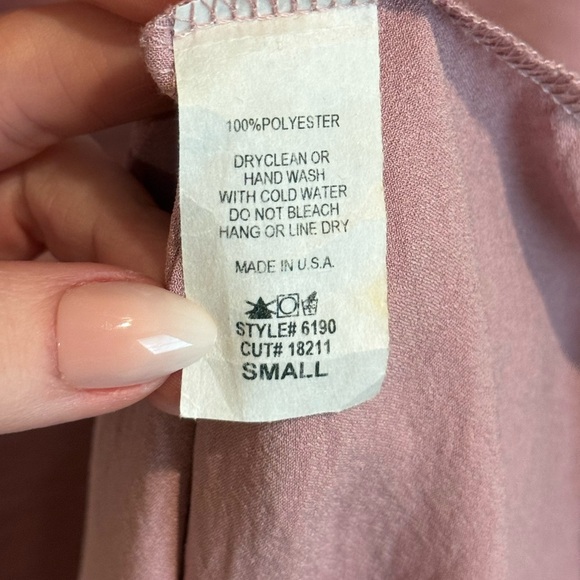 100%POLYESTER
DRYCLEAN OR
HAND WASH
WITH COLD WATER
DO NOT BLEACH
HANG OR LINE DRY
MADE IN U.S.A.
STYLE# 6190
CUT# 18211
SMALL